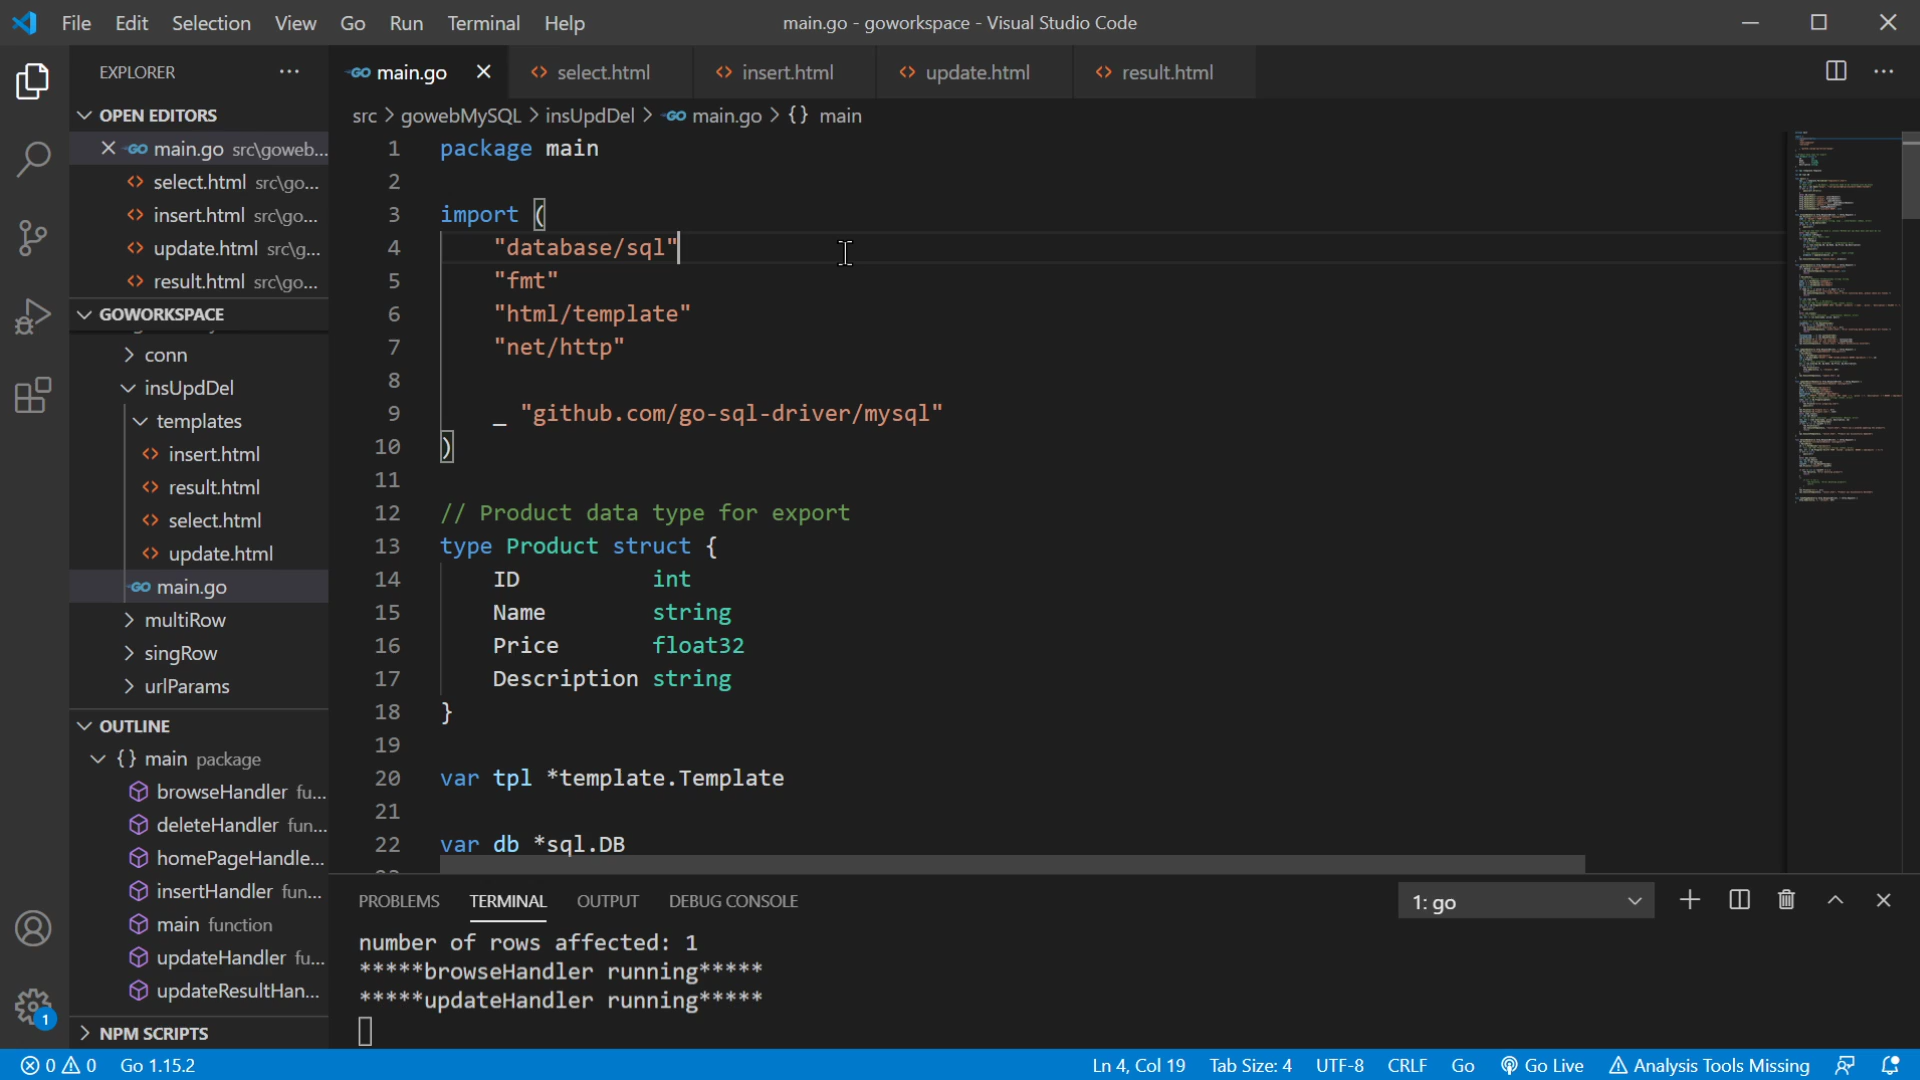 File Edit Selection View Go Run Terminal Help
main.go - goworkspace - Visual Studio Code
EXPLORER
main.go
select.html
insert.html
update.html
result.html
OPEN EDITORS
main.go src\goweb...
select.html src\go...
insert.html src\go...
update.html src\g...
result.html src\go...
GOWORKSPACE
conn
insUpdDel
templates
insert.html
result.html
select.html
update.html
main.go
multiRow
singRow
urlParams
OUTLINE
{} main package
browseHandler fu...
deleteHandler fun...
homePageHandle...
insertHandler fun...
main function
updateHandler fu...
updateResultHan...
NPM SCRIPTS
src > gowebMySQL > insUpdDel > main.go > {} main
1 package main
2
3 import (
4 "database/sql"
5 "fmt"
6 "html/template"
7 "net/http"
8
9 _ "github.com/go-sql-driver/mysql"
10 )
11
12 // Product data type for export
13 type Product struct {
14 ID int
15 Name string
16 Price float32
17 Description string
18 }
19
20 var tpl *template.Template
21
22 var db *sql.DB
PROBLEMS TERMINAL OUTPUT DEBUG CONSOLE
1: go
number of rows affected: 1
*****browseHandler running*****
*****updateHandler running*****
0 0 Go 1.15.2
Ln 4, Col 19 Tab Size: 4 UTF-8 CRLF Go Go Live Analysis Tools Missing
1